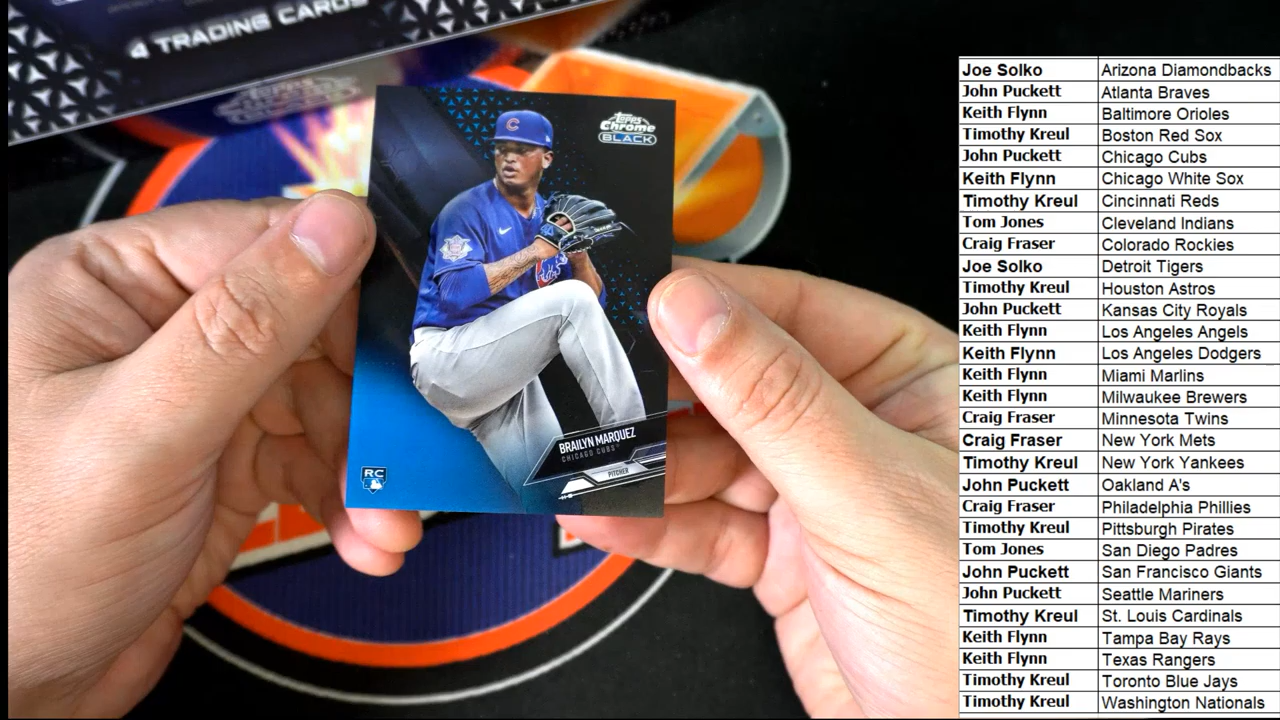 4 TRADING CARDS
C
Topps
Chrome
BLACK
BRAILYN MARQUEZ
CHICAGO CUBS
PITCHER
RC
Joe Solko Arizona Diamondbacks
John Puckett Atlanta Braves
Keith Flynn Baltimore Orioles
Timothy Kreul Boston Red Sox
John Puckett Chicago Cubs
Keith Flynn Chicago White Sox
Timothy Kreul Cincinnati Reds
Tom Jones Cleveland Indians
Craig Fraser Colorado Rockies
Joe Solko Detroit Tigers
Timothy Kreul Houston Astros
John Puckett Kansas City Royals
Keith Flynn Los Angeles Angels
Keith Flynn Los Angeles Dodgers
Keith Flynn Miami Marlins
Keith Flynn Milwaukee Brewers
Craig Fraser Minnesota Twins
Craig Fraser New York Mets
Timothy Kreul New York Yankees
John Puckett Oakland A's
Craig Fraser Philadelphia Phillies
Timothy Kreul Pittsburgh Pirates
Tom Jones San Diego Padres
John Puckett San Francisco Giants
John Puckett Seattle Mariners
Timothy Kreul St. Louis Cardinals
Keith Flynn Tampa Bay Rays
Keith Flynn Texas Rangers
Timothy Kreul Toronto Blue Jays
Timothy Kreul Washington Nationals